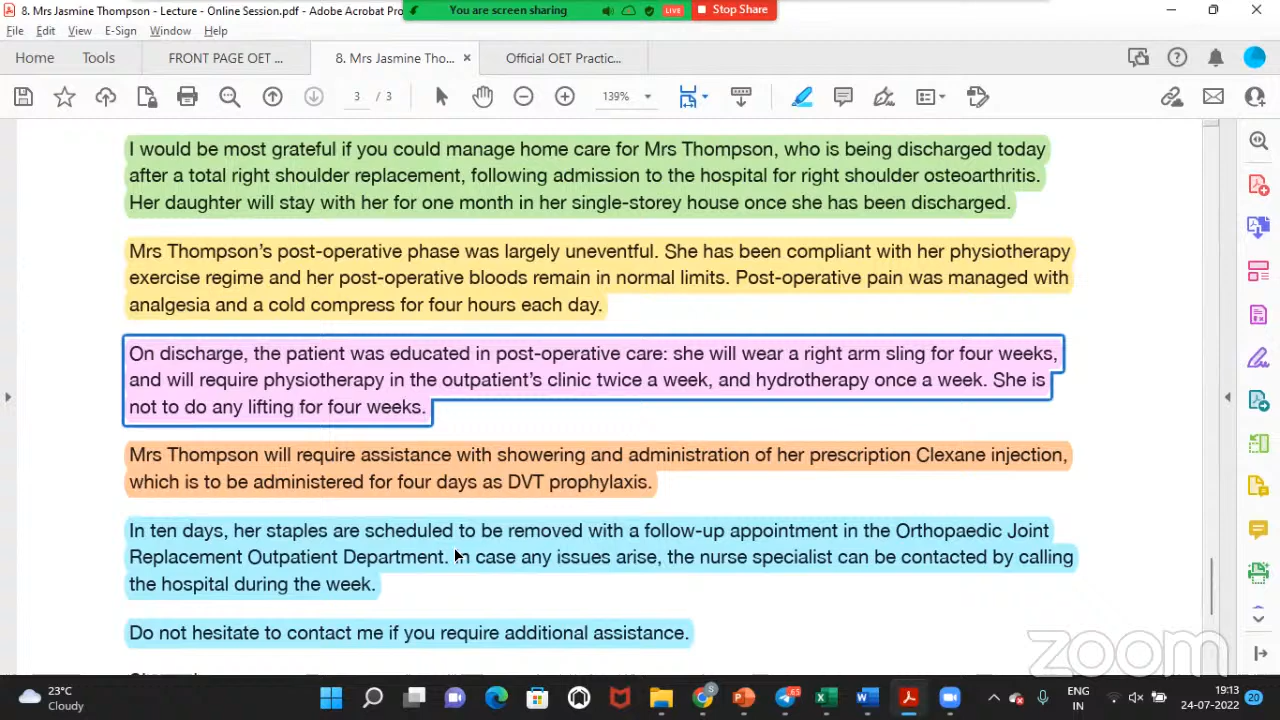 8. Mrs Jasmine Thompson - Lecture - Online Session.pdf - Adobe Acrobat Pro
You are screen sharing
LIVE
Stop Share
File Edit View E-Sign Window Help
Home Tools FRONT PAGE OET ... 8. Mrs Jasmine Tho... × Official OET Practic...
3 / 3 139%
I would be most grateful if you could manage home care for Mrs Thompson, who is being discharged today
after a total right shoulder replacement, following admission to the hospital for right shoulder osteoarthritis.
Her daughter will stay with her for one month in her single-storey house once she has been discharged.
Mrs Thompson's post-operative phase was largely uneventful. She has been compliant with her physiotherapy
exercise regime and her post-operative bloods remain in normal limits. Post-operative pain was managed with
analgesia and a cold compress for four hours each day.
On discharge, the patient was educated in post-operative care: she will wear a right arm sling for four weeks,
and will require physiotherapy in the outpatient's clinic twice a week, and hydrotherapy once a week. She is
not to do any lifting for four weeks.
Mrs Thompson will require assistance with showering and administration of her prescription Clexane injection,
which is to be administered for four days as DVT prophylaxis.
In ten days, her staples are scheduled to be removed with a follow-up appointment in the Orthopaedic Joint
Replacement Outpatient Department. In case any issues arise, the nurse specialist can be contacted by calling
the hospital during the week.
Do not hesitate to contact me if you require additional assistance.
zoom
23°C
Cloudy
ENG
IN
19:13
24-07-2022
20